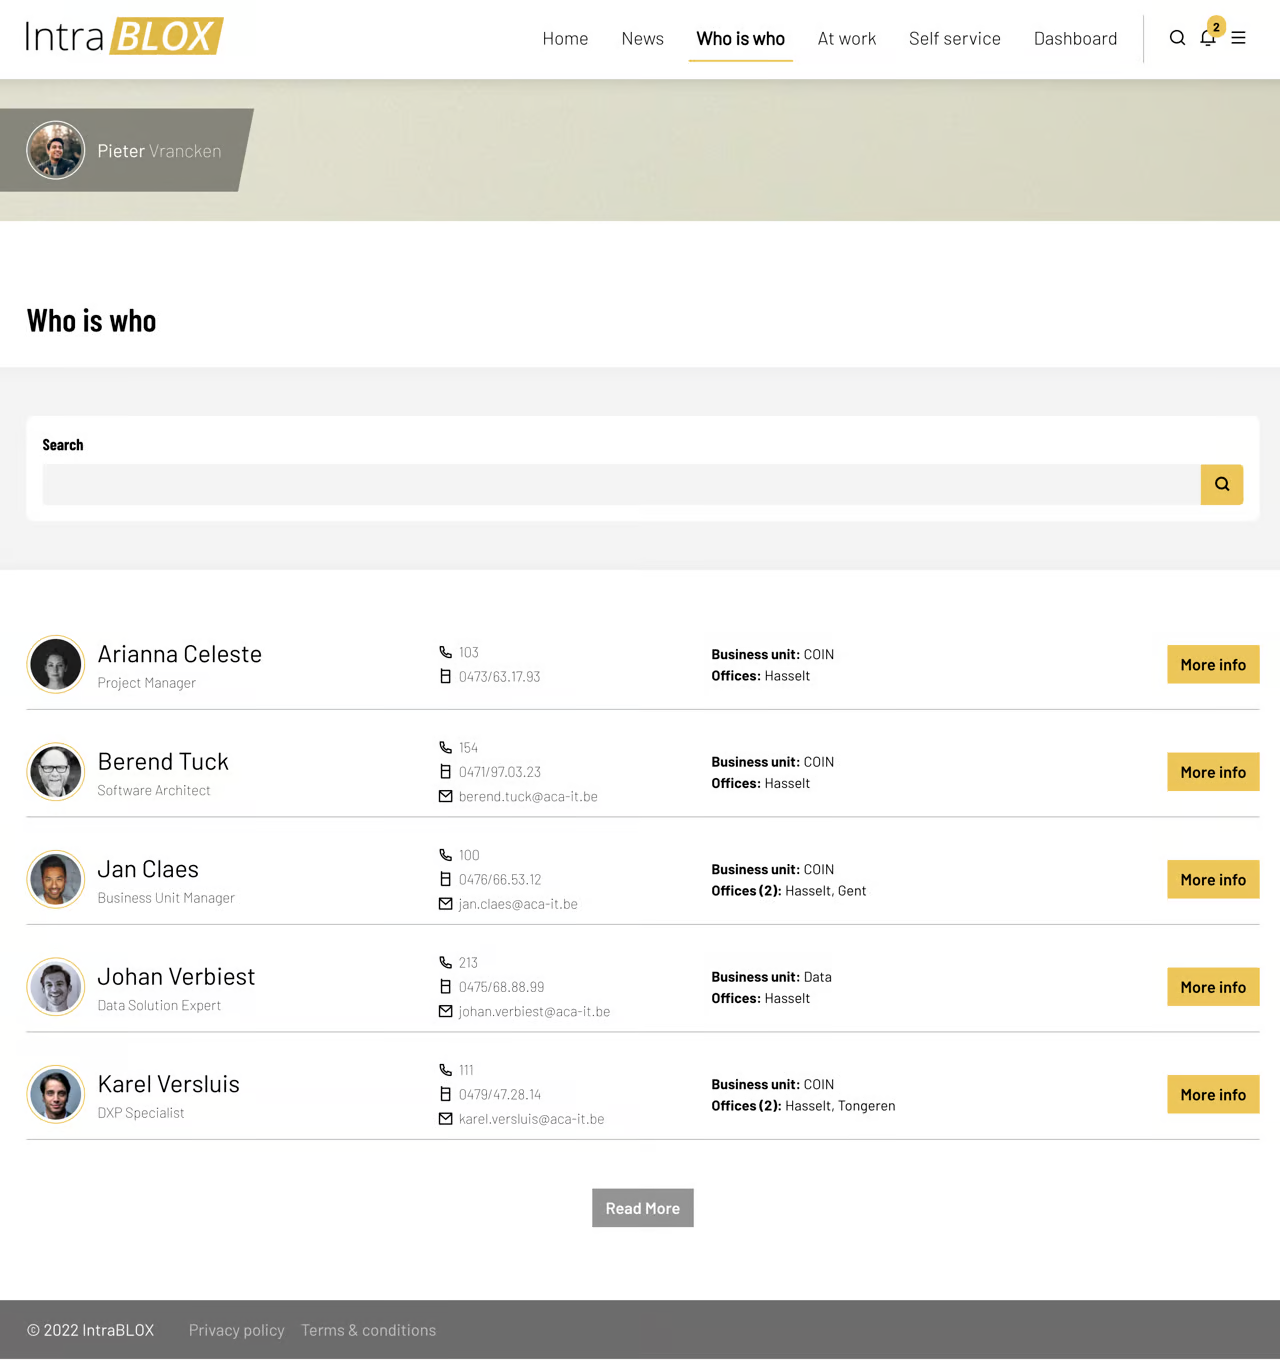 Intra BLOX
Home News Who is who At work Self service Dashboard 2
Pieter Vrancken
Who is who
Search
Arianna Celeste
Project Manager
103
0473/63.17.93
Business unit: COIN
Offices: Hasselt
More info
Berend Tuck
Software Architect
154
0471/97.03.23
berend.tuck@aca-it.be
Business unit: COIN
Offices: Hasselt
More info
Jan Claes
Business Unit Manager
100
0476/66.53.12
jan.claes@aca-it.be
Business unit: COIN
Offices (2): Hasselt, Gent
More info
Johan Verbiest
Data Solution Expert
213
0475/68.88.99
johan.verbiest@aca-it.be
Business unit: Data
Offices: Hasselt
More info
Karel Versluis
DXP Specialist
111
0479/47.28.14
karel.versluis@aca-it.be
Business unit: COIN
Offices (2): Hasselt, Tongeren
More info
Read More
© 2022 IntraBLOX Privacy policy Terms & conditions